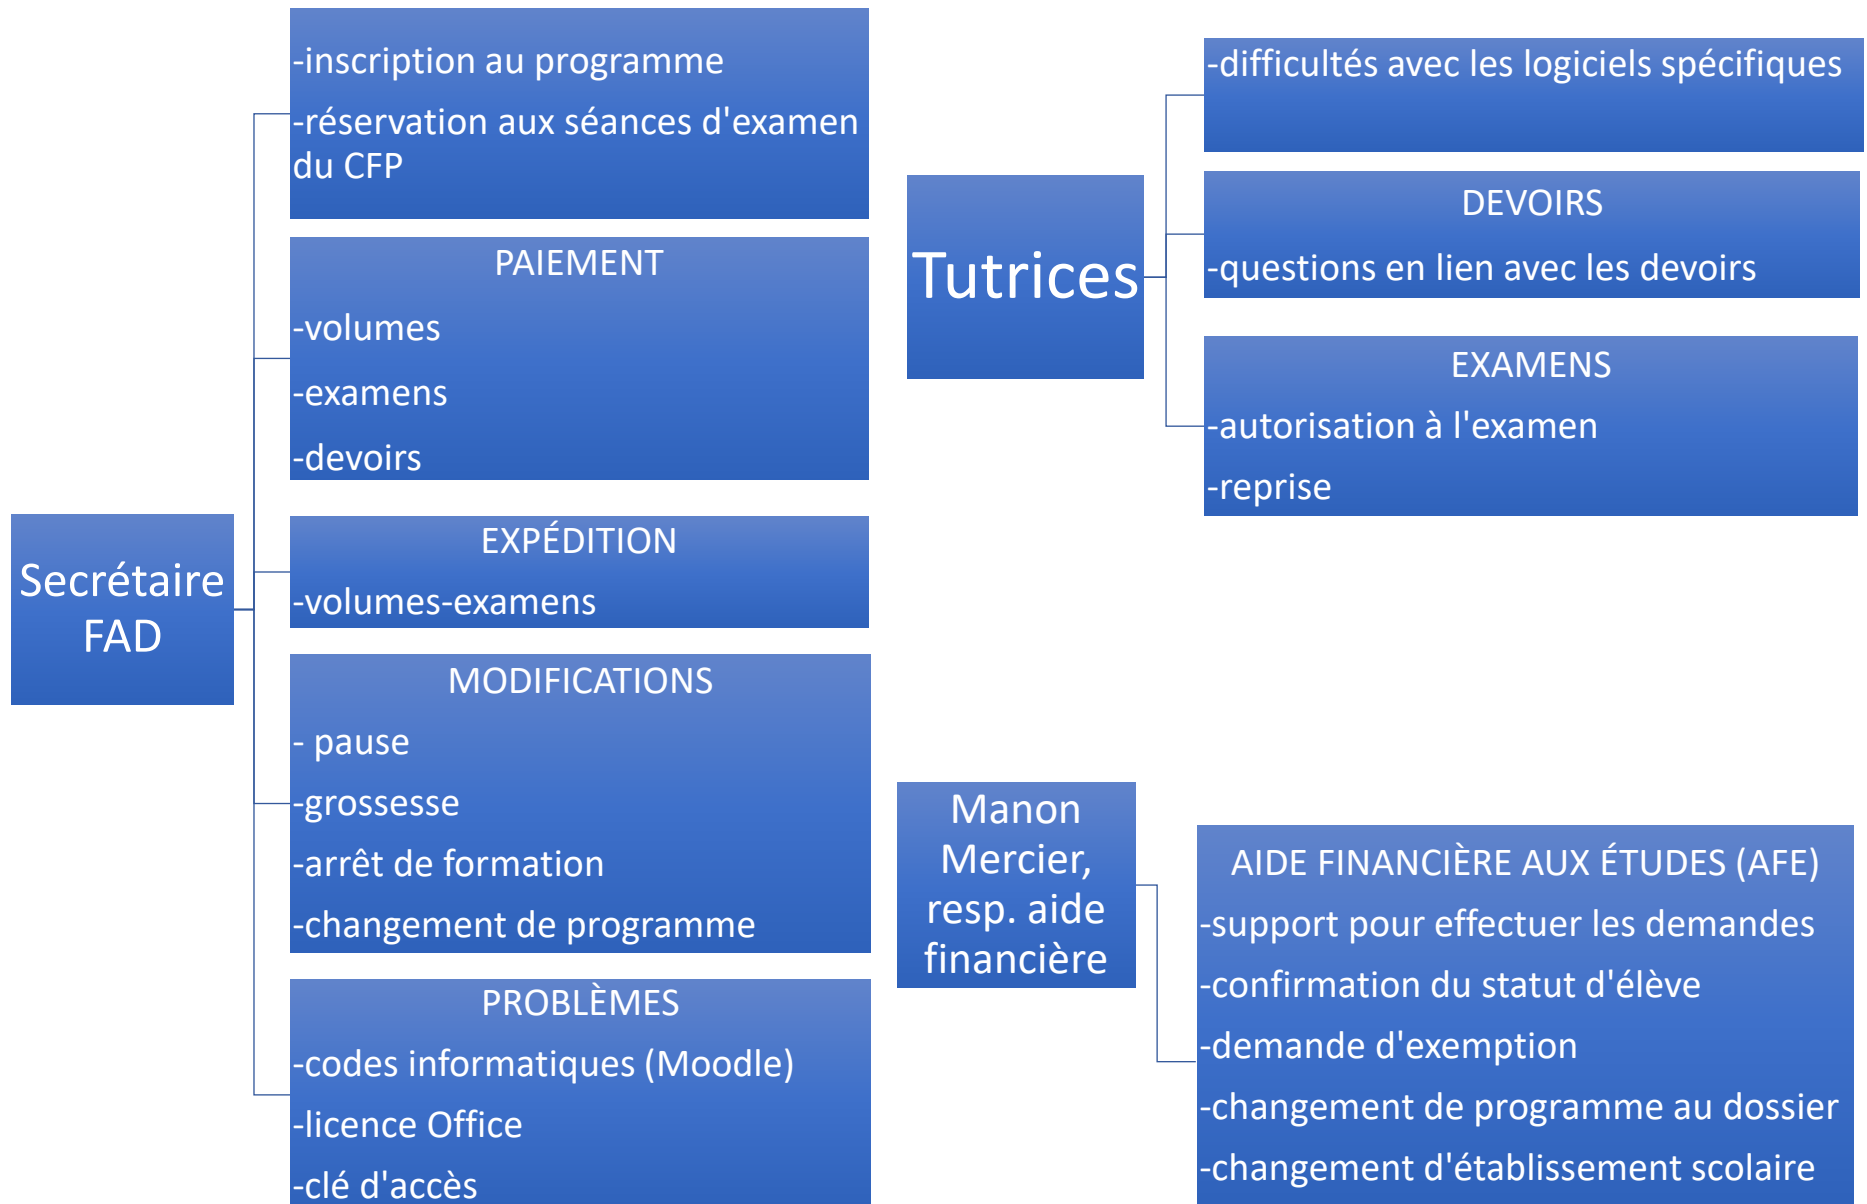 Secrétaire
FAD
-inscription au programme
-réservation aux séances d'examen
du CFP
PAIEMENT
-volumes
-examens
-devoirs
EXPÉDITION
-volumes-examens
MODIFICATIONS
- pause
-grossesse
-arrêt de formation
-changement de programme
PROBLÈMES
-codes informatiques (Moodle)
-licence Office
-clé d'accès
Tutrices
-difficultés avec les logiciels spécifiques
DEVOIRS
-questions en lien avec les devoirs
EXAMENS
-autorisation à l'examen
-reprise
Manon
Mercier,
resp. aide
financière
AIDE FINANCIÈRE AUX ÉTUDES (AFE)
-support pour effectuer les demandes
-confirmation du statut d'élève
-demande d'exemption
-changement de programme au dossier
-changement d'établissement scolaire